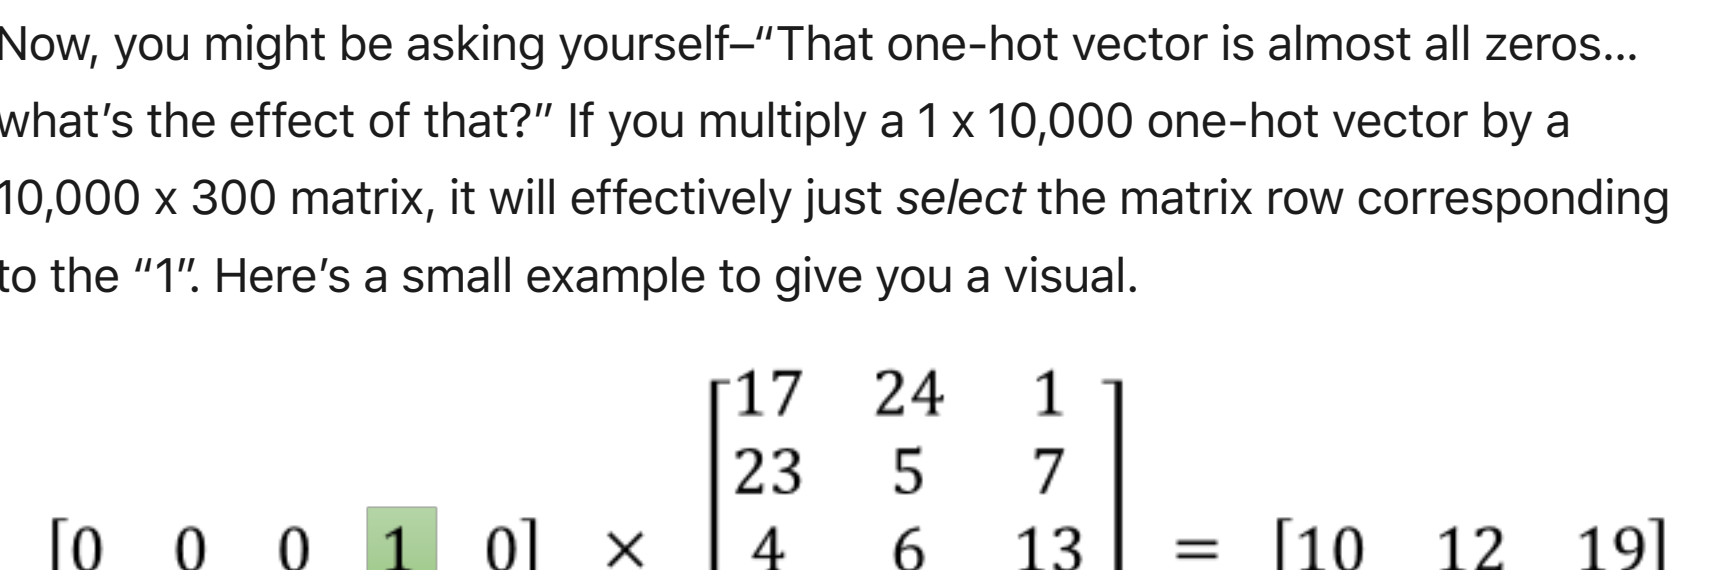 Now, you might be asking yourself–“That one-hot vector is almost all zeros…
what’s the effect of that?” If you multiply a 1 x 10,000 one-hot vector by a
10,000 x 300 matrix, it will effectively just select the matrix row corresponding
to the “1”. Here’s a small example to give you a visual.
17 24 1
23 5 7
[0 0 0 1 0] × [4 6 13] = [10 12 19]